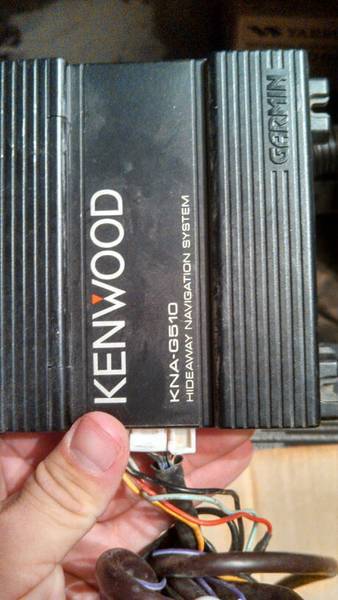 KENWOOD
KNA-G510
HIDEAWAY NAVIGATION SYSTEM
GARMIN